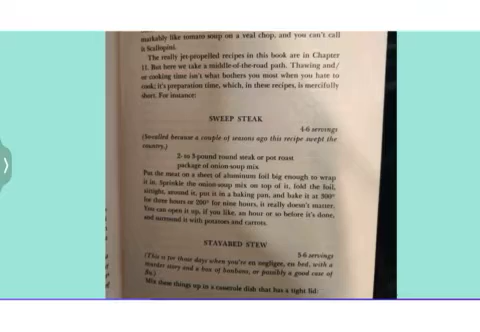 markably like tomato soup on a veal chop, and you can't call
it Scallopini.
The really jet-propelled recipes in this book are in Chapter
11. But here we take a middle-of-the-road path. Thawing and/
or cooking time isn't what bothers you most when you hate to
cook; it's preparation time, which, in these recipes, is mercifully
short. For instance:
SWEEP STEAK
4-6 servings
(So-called because a couple of seasons ago this recipe swept the
country.)
2- to 3-pound round steak or pot roast
package of onion-soup mix
Put the meat on a sheet of aluminum foil big enough to wrap
it in. Sprinkle the onion-soup mix on top of it, fold the foil,
airtight, around it, put it in a baking pan, and bake it at 300°
for three hours or 200° for nine hours, it really doesn't matter.
You can open it up, if you like, an hour or so before it's done,
and surround it with potatoes and carrots.
STAYABED STEW
5-6 servings
(This is for those days when you're en negligee, en bed, with a
murder story and a box of bonbons, or possibly a good case of
flu.)
Mix these things up in a casserole dish that has a tight lid: